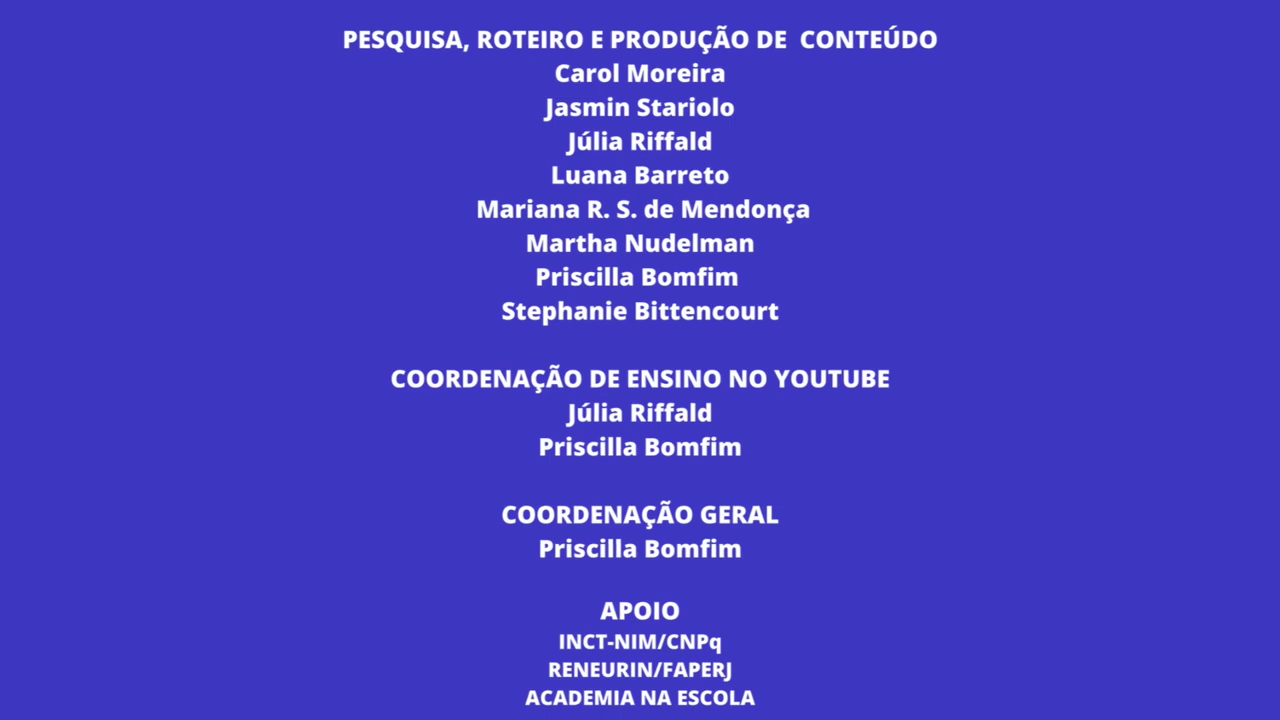 PESQUISA, ROTEIRO E PRODUÇÃO DE  CONTEÚDO
Carol Moreira
Jasmin Stariolo
Júlia Riffald
Luana Barreto
Mariana R. S. de Mendonça
Martha Nudelman
Priscilla Bomfim
Stephanie Bittencourt
COORDENAÇÃO DE ENSINO NO YOUTUBE
Júlia Riffald
Priscilla Bomfim
COORDENAÇÃO GERAL
Priscilla Bomfim
APOIO
INCT-NIM/CNPq
RENEURIN/FAPERJ
ACADEMIA NA ESCOLA